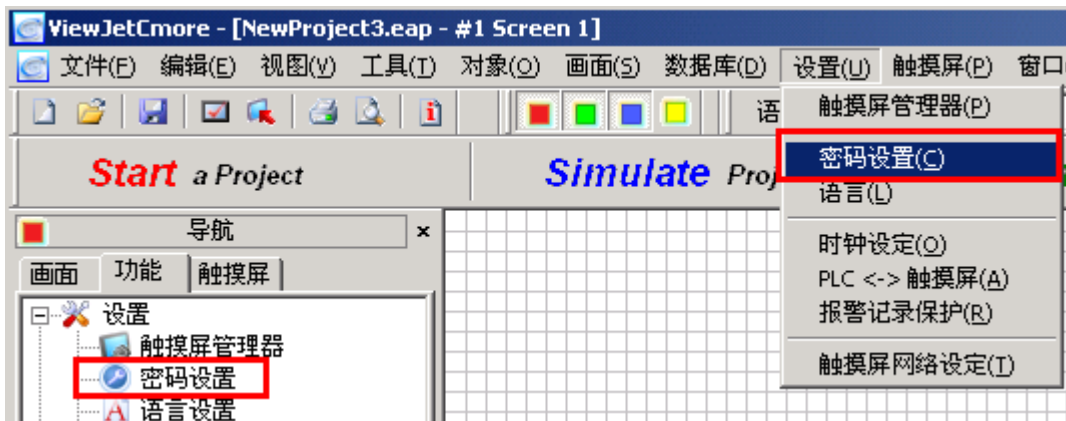 ViewJetCmore - [NewProject3.eap - #1 Screen 1]
文件(F) 编辑(E) 视图(V) 工具(T) 对象(O) 画面(S) 数据库(D) 设置(U) 触摸屏(P) 窗口
语
触摸屏管理器(P)
密码设置(C)
语言(L)
时钟设定(O)
PLC <-> 触摸屏(A)
报警记录保护(R)
触摸屏网络设定(T)
Start a Project
Simulate Proj
导航
画面 功能 触摸屏
设置
触摸屏管理器
密码设置
语言设置